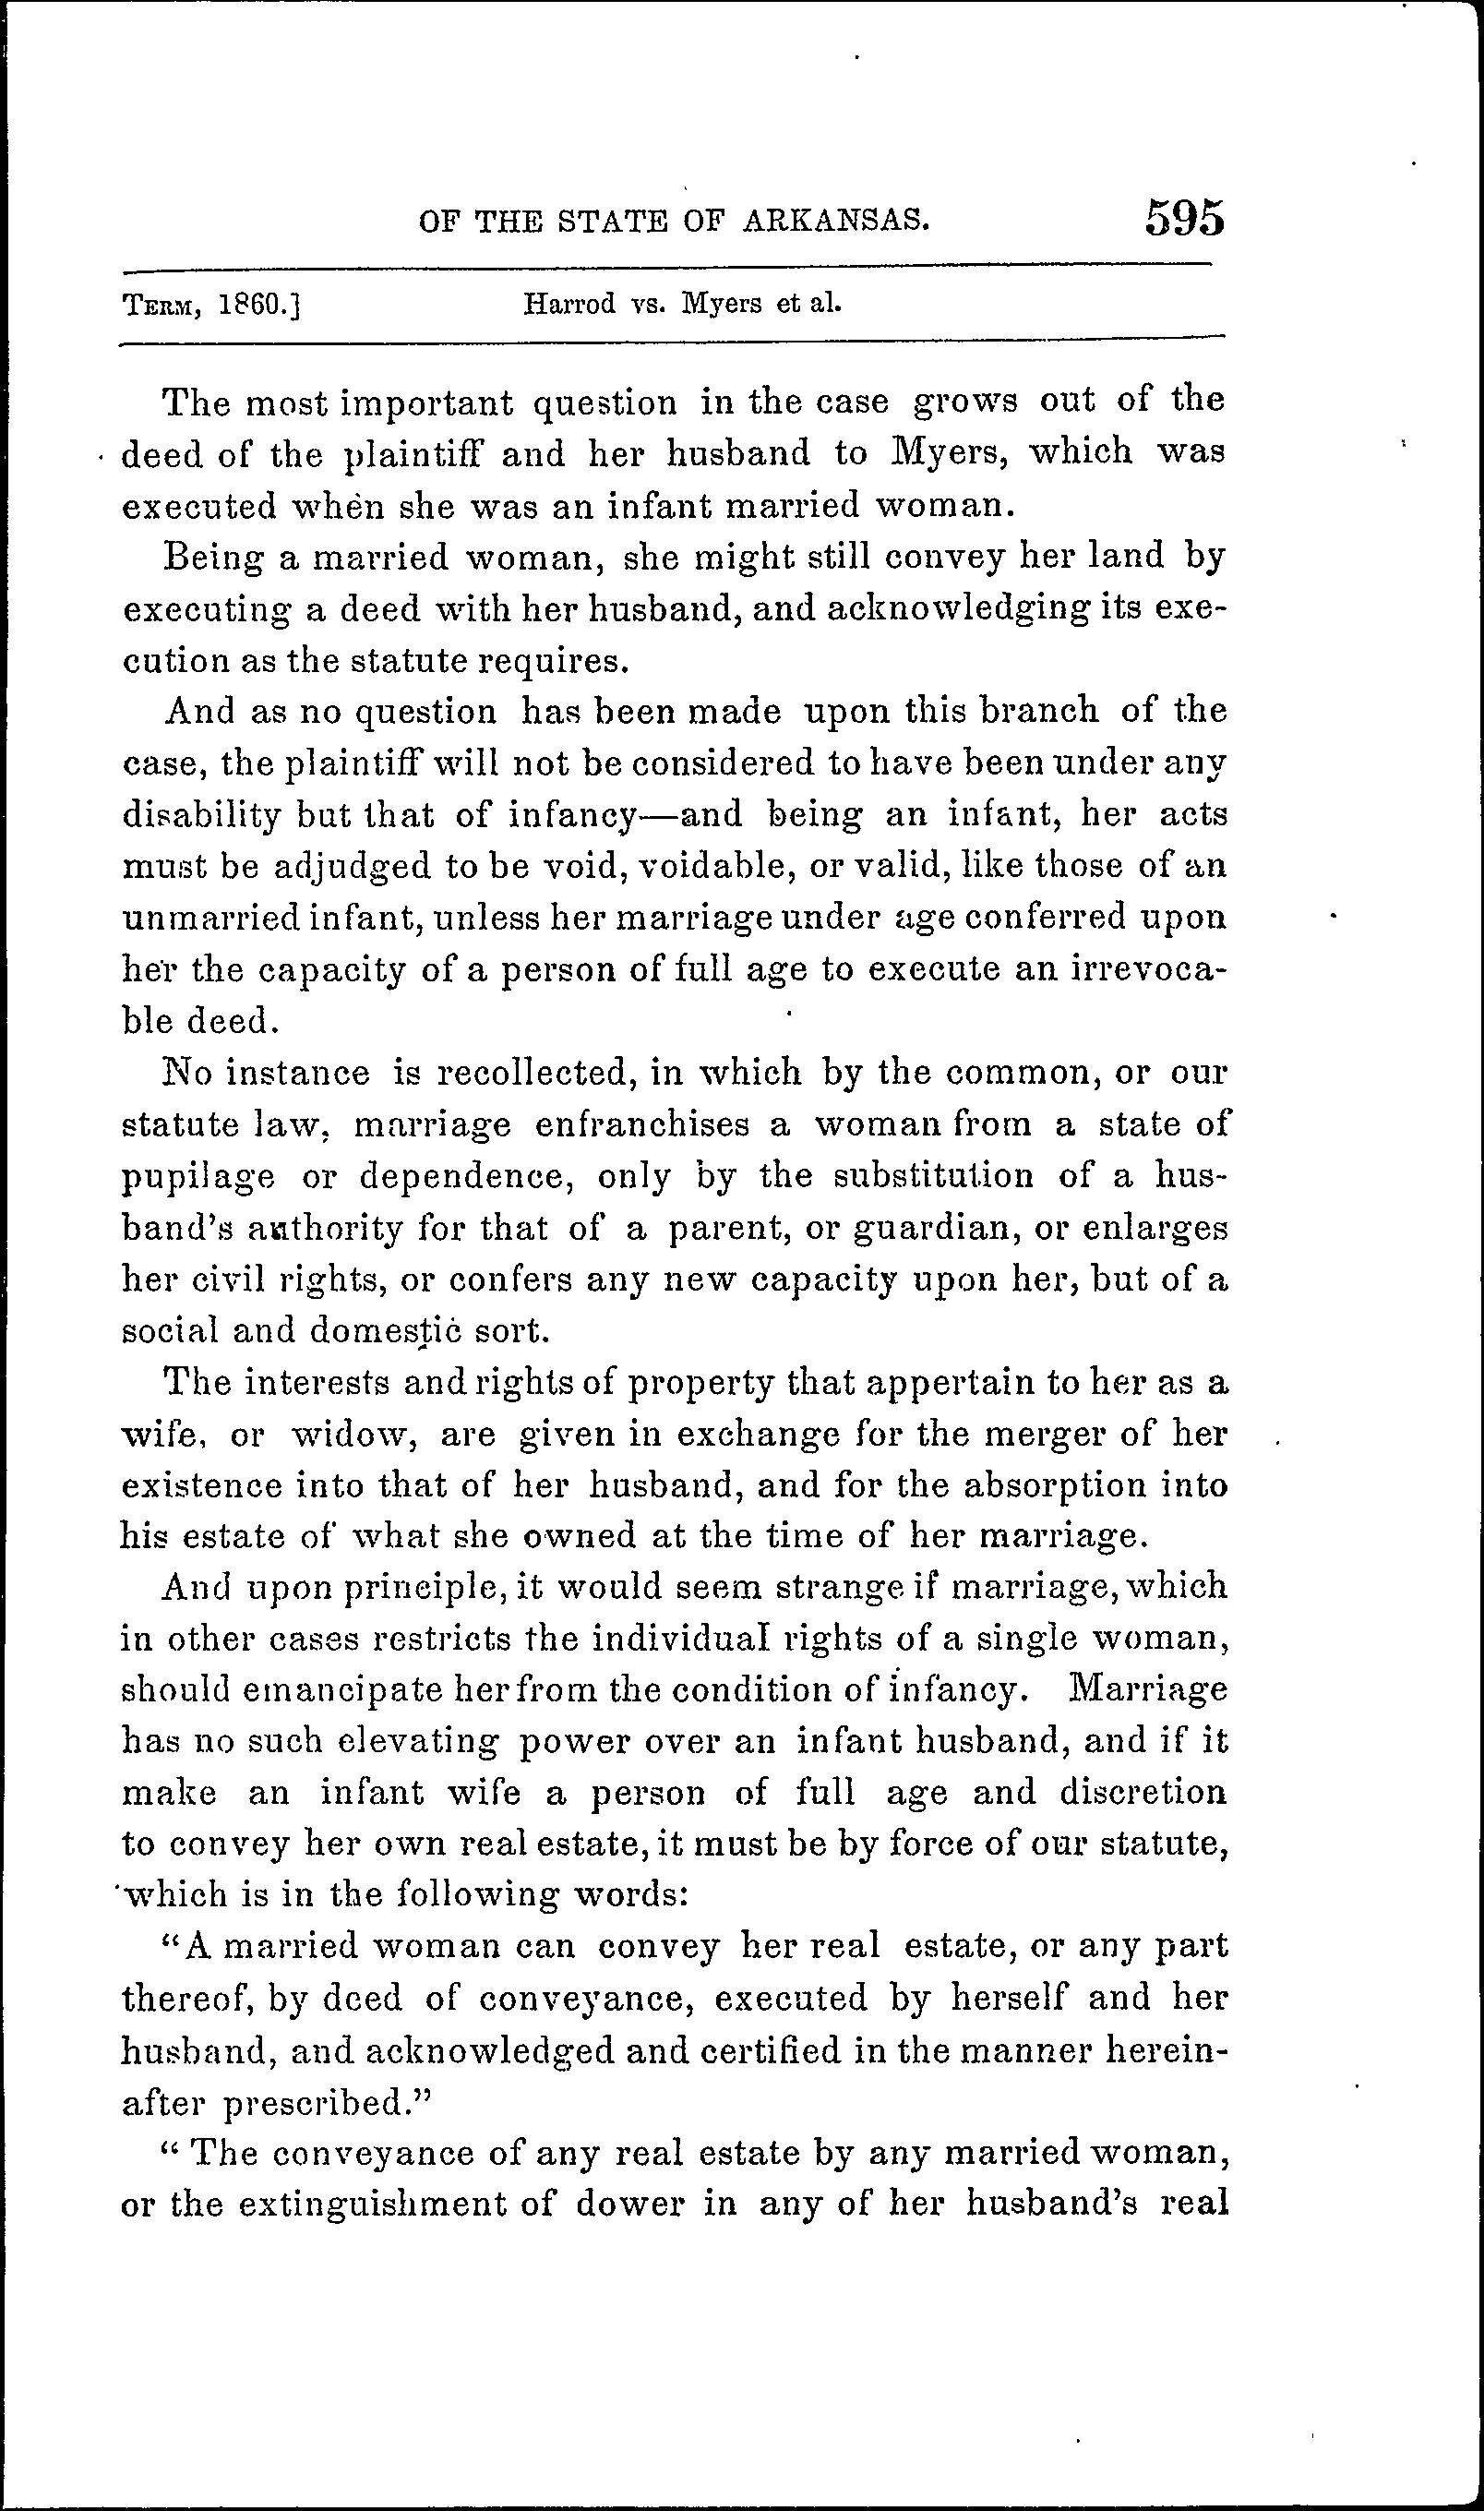 OF THE STATE OF ARKANSAS. 595
TERM, 1860.] Harrod vs. Myers et al.
The most important question in the case grows out of the
deed of the plaintiff and her husband to Myers, which was
executed when she was an infant married woman.
Being a married woman, she might still convey her land by
executing a deed with her husband, and acknowledging its exe-
cution as the statute requires.
And as no question has been made upon this branch of the
case, the plaintiff will not be considered to have been under any
disability but that of infancy—and being an infant, her acts
must be adjudged to be void, voidable, or valid, like those of an
unmarried infant, unless her marriage under age conferred upon
her the capacity of a person of full age to execute an irrevoca-
ble deed.
No instance is recollected, in which by the common, or our
statute law, marriage enfranchises a woman from a state of
pupilage or dependence, only by the substitution of a hus-
band's authority for that of a parent, or guardian, or enlarges
her civil rights, or confers any new capacity upon her, but of a
social and domestic sort.
The interests and rights of property that appertain to her as a
wife, or widow, are given in exchange for the merger of her
existence into that of her husband, and for the absorption into
his estate of what she owned at the time of her marriage.
And upon principle, it would seem strange if marriage, which
in other cases restricts the individual rights of a single woman,
should emancipate her from the condition of infancy. Marriage
has no such elevating power over an infant husband, and if it
make an infant wife a person of full age and discretion
to convey her own real estate, it must be by force of our statute,
which is in the following words:
"A married woman can convey her real estate, or any part
thereof, by deed of conveyance, executed by herself and her
husband, and acknowledged and certified in the manner herein-
after prescribed."
" The conveyance of any real estate by any married woman,
or the extinguishment of dower in any of her husband's real